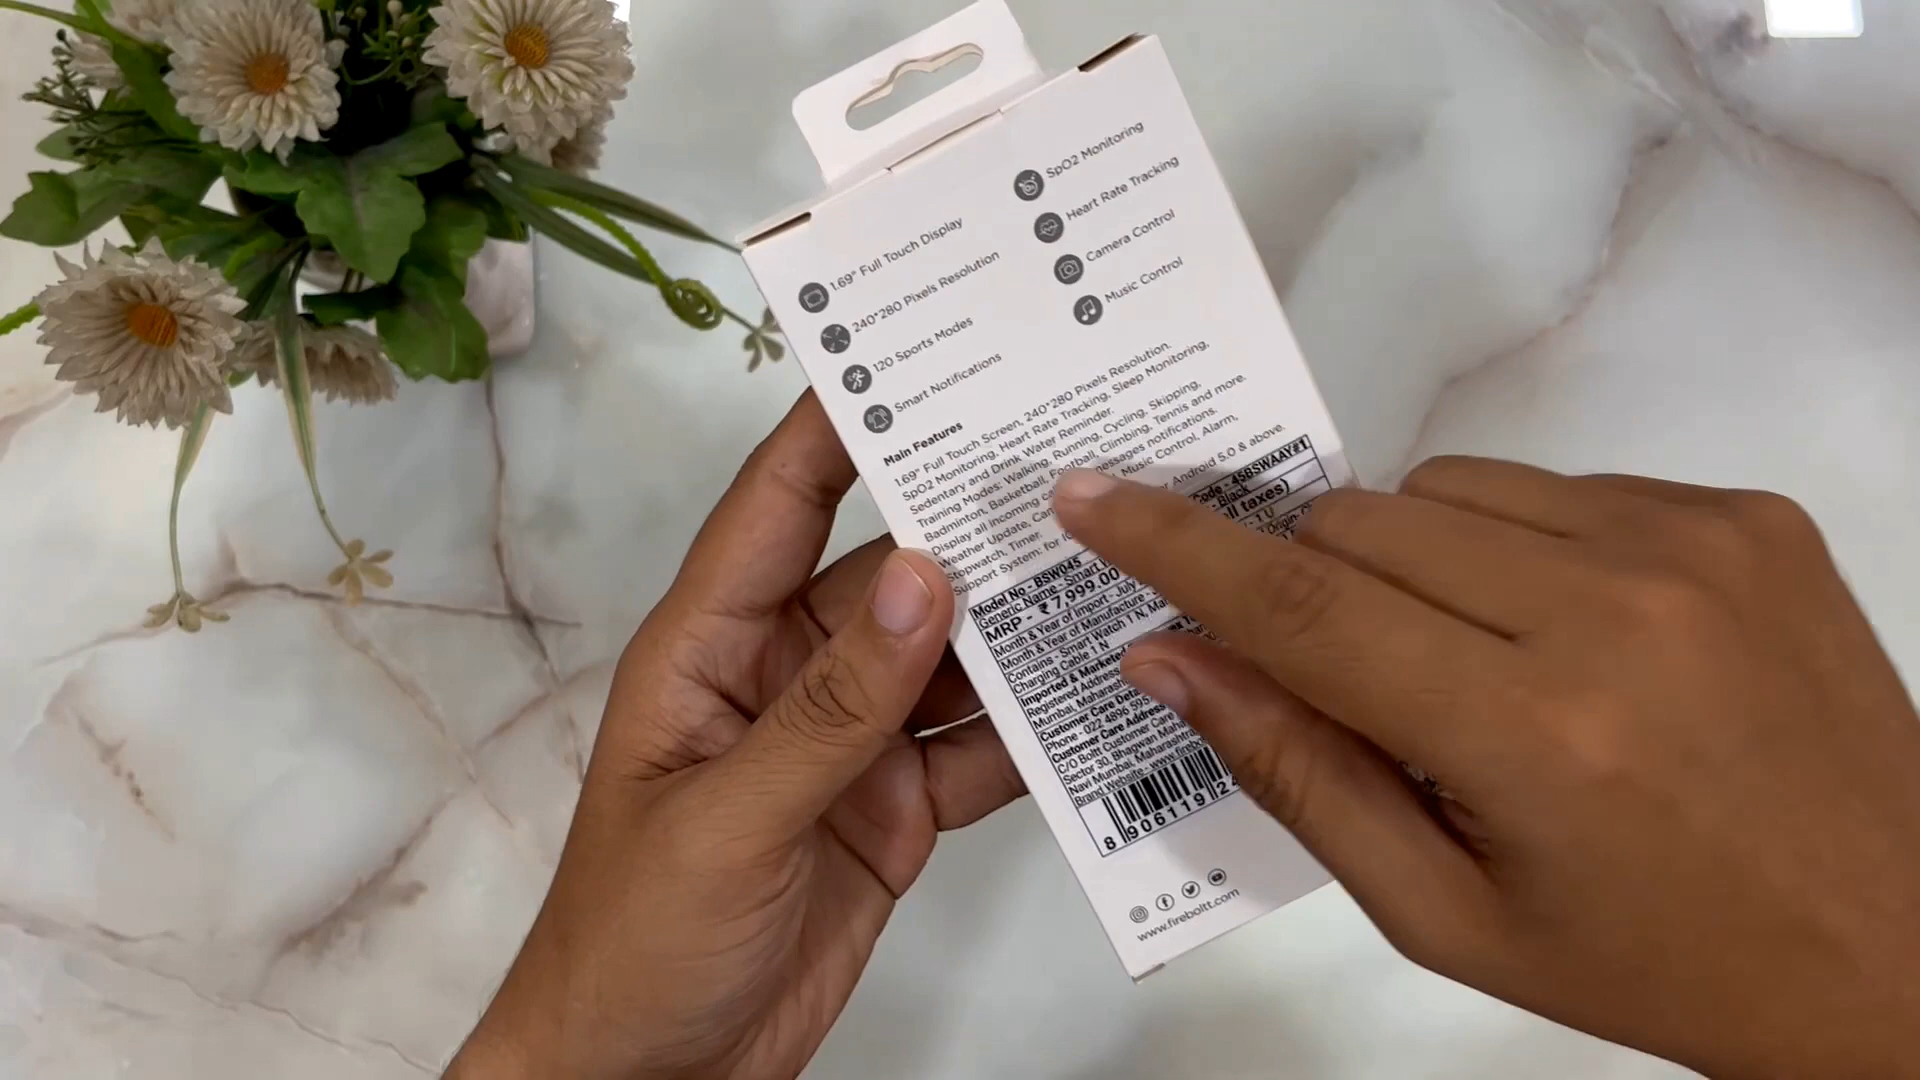 1.69" Full Touch Display
240*280 Pixels Resolution
120 Sports Modes
Smart Notifications
SpO2 Monitoring
Heart Rate Tracking
Camera Control
Music Control
Main Features
1.69" Full Touch Screen, 240*280 Pixels Resolution.
SpO2 Monitoring, Heart Rate Tracking, Sleep Monitoring,
Sedentary and Drink Water Reminder.
Training Modes: Walking, Running, Cycling, Skipping,
Badminton, Basketball, Football, Climbing, Tennis and more.
Display all incoming messages notifications.
Weather Update, Music Control, Alarm,
Stopwatch, Timer.
Support System: for Android 5.0 & above.
Model No - BSW045 Code - 45BSWAAY#1
Generic Name - Smart Black
MRP - ₹ 7,999.00 all taxes)
Month & Year of Import - July 1 U
Month & Year of Manufacture - Origin-
Contains - Smart Watch 1 N,
Charging Cable 1 N
Imported & Marketed
Registered Address
Mumbai,
Customer Care
Phone - 022 4896
Customer Care Address
C/O Boltt Customer Care
Sector 30, Bhagwan
Navi Mumbai,
Brand Website -
8 906119 2
www.fireboltt.com